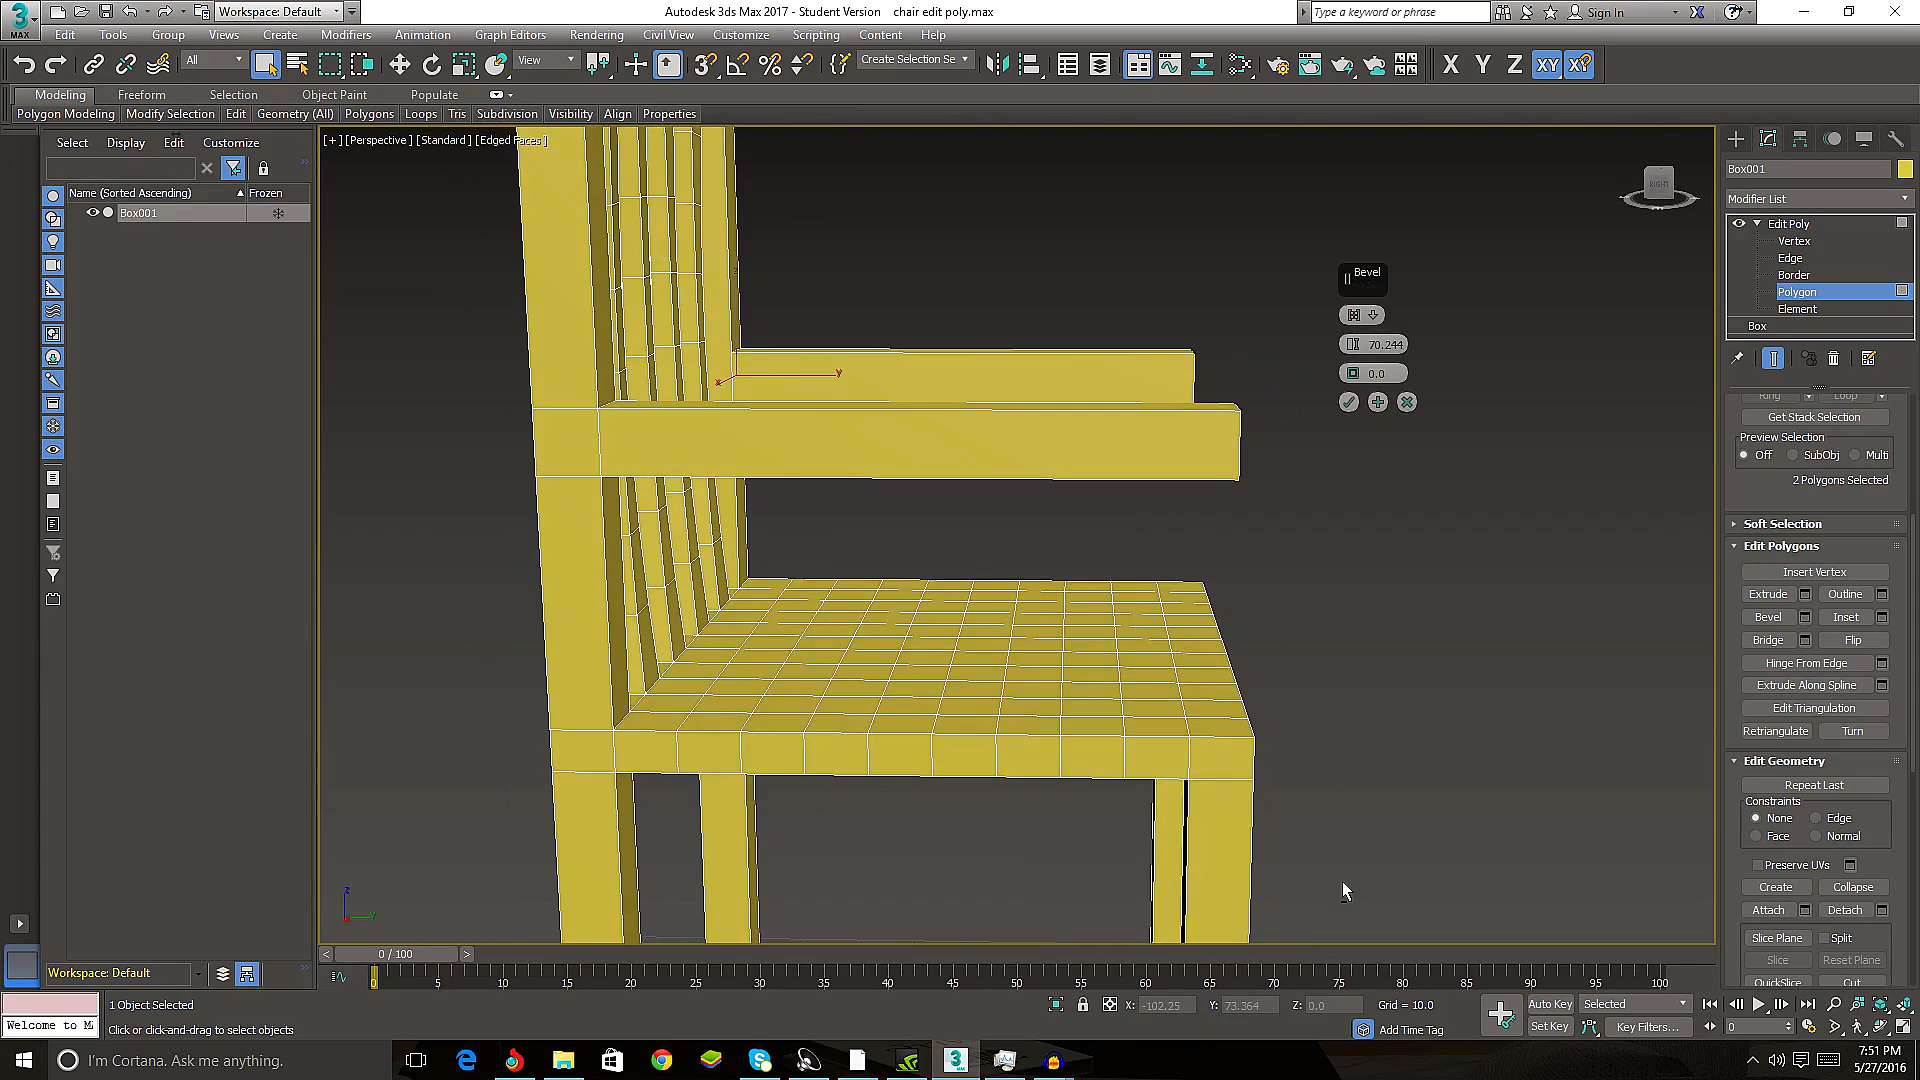 3 MAX
Workspace: Default
Autodesk 3ds Max 2017 - Student Version chair edit poly.max
Type a keyword or phrase
Sign In
Edit Tools Group Views Create Modifiers Animation Graph Editors Rendering Civil View Customize Scripting Content Help
All
View
Create Selection Se
X Y Z XY
Modeling Freeform Selection Object Paint Populate
Polygon Modeling Modify Selection Edit Geometry (All) Polygons Loops Tris Subdivision Visibility Align Properties
Select Display Edit Customize
Name (Sorted Ascending) Frozen
Box001
[+] [Perspective] [Standard] [Edged Faces]
RIGHT
x y
z y
Bevel
70.244
0.0
Box001
Modifier List
Edit Poly
Vertex
Edge
Border
Polygon
Element
Box
Ring Loop
Get Stack Selection
Preview Selection
Off SubObj Multi
2 Polygons Selected
Soft Selection
Edit Polygons
Insert Vertex
Extrude Outline
Bevel Inset
Bridge Flip
Hinge From Edge
Extrude Along Spline
Edit Triangulation
Retriangulate Turn
Edit Geometry
Repeat Last
Constraints
None Edge
Face Normal
Preserve UVs
Create Collapse
Attach Detach
Slice Plane Split
Slice Reset Plane
QuickSlice Cut
0 / 100
Workspace: Default
0 5 10 15 20 25 30 35 40 45 50 55 60 65 70 75 80 85 90 95 100
1 Object Selected
X: -102.25 Y: 73.364 Z: 0.0 Grid = 10.0
Auto Key Selected
Welcome to M
Click or click-and-drag to select objects
Add Time Tag
Set Key Key Filters...
0
I'm Cortana. Ask me anything.
7:51 PM
5/27/2016